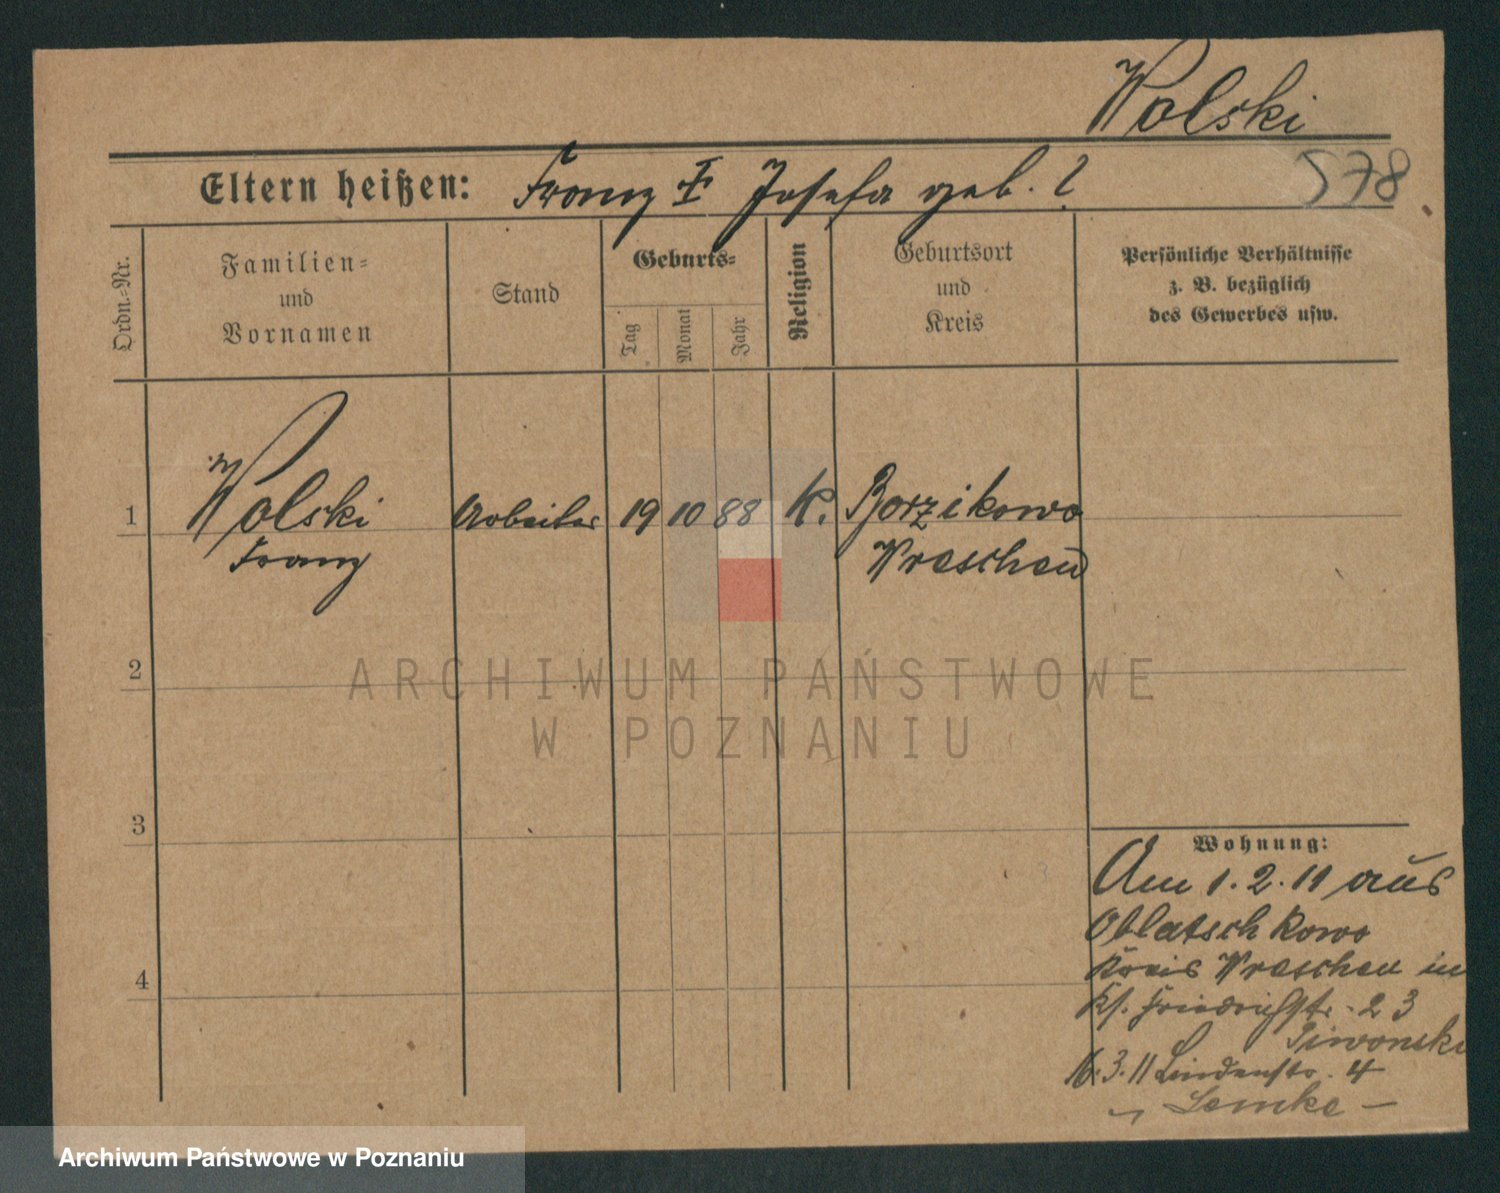 Wolski
578
Eltern heißen: Franz I Josefa geb. ?
Ordn.-Nr.
Familien-
und
Vornamen
Stand
Geburts-
Tag
Monat
Jahr
Religion
Geburtsort
und
Kreis
Persönliche Verhältnisse
z. B. bezüglich
des Gewerbes usw.
1 Wolski Arbeiter 19 10 88 K. Borzikowo
Franz Wreschen
2
ARCHIWUM PAŃSTWOWE
W POZNANIU
3
Wohnung:
Am 1.2.11 aus
Oblatschkowo
Kreis Wreschen in
4
Friedrichstr. 23
Piwonski
16.3.11 Lindenstr. 4
Lemke
Archiwum Państwowe w Poznaniu